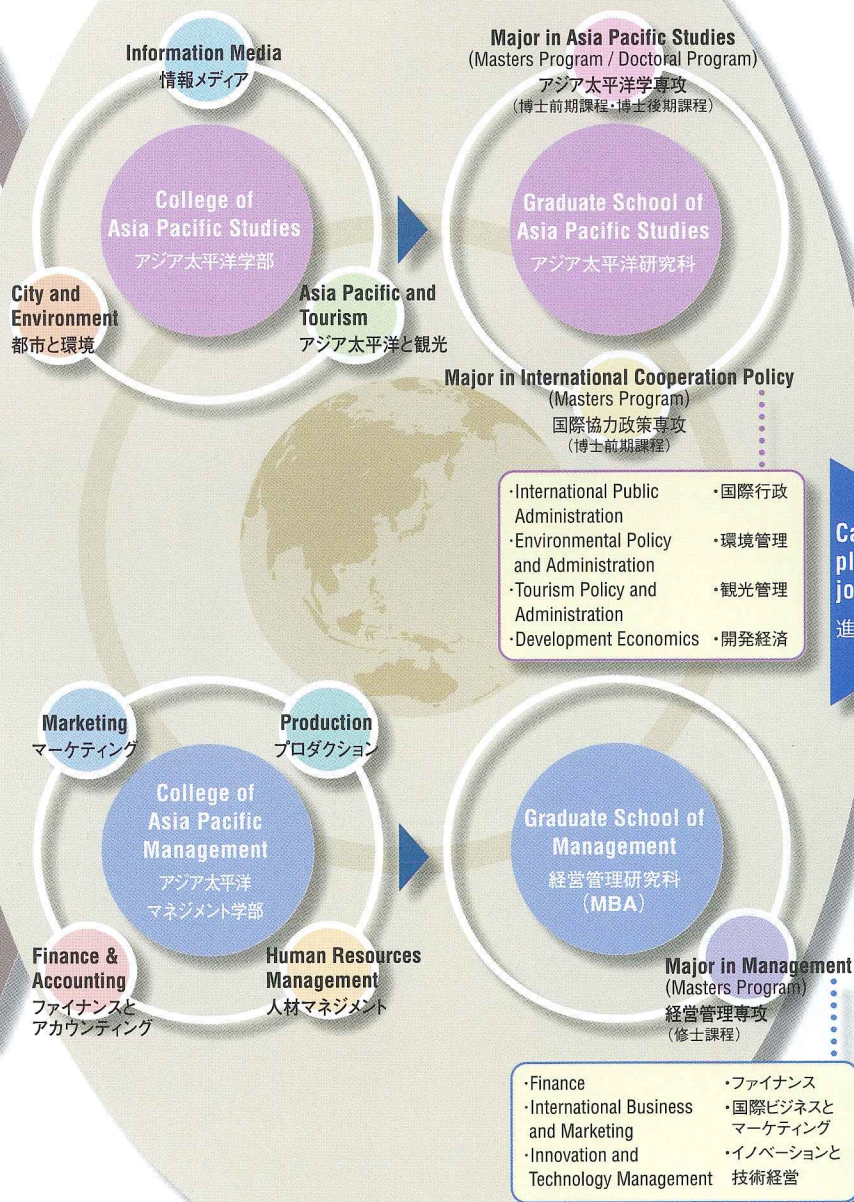 Information Media
情報メディア
College of
Asia Pacific Studies
アジア太平洋学部
City and
Environment
都市と環境
Asia Pacific and
Tourism
アジア太平洋と観光
Major in Asia Pacific Studies
(Masters Program / Doctoral Program)
アジア太平洋学専攻
(博士前期課程・博士後期課程)
Graduate School of
Asia Pacific Studies
アジア太平洋研究科
Major in International Cooperation Policy
(Masters Program)
国際協力政策専攻
(博士前期課程)
・International Public ・国際行政
Administration
・Environmental Policy ・環境管理
and Administration
・Tourism Policy and ・観光管理
Administration
・Development Economics ・開発経済
Ca
pl
jo
進
Marketing
マーケティング
Production
プロダクション
College of
Asia Pacific
Management
アジア太平洋
マネジメント学部
Finance &
Accounting
ファイナンスと
アカウンティング
Human Resources
Management
人材マネジメント
Graduate School of
Management
経営管理研究科
(MBA)
Major in Management
(Masters Program)
経営管理専攻
(修士課程)
・Finance ・ファイナンス
・International Business ・国際ビジネスと
and Marketing マーケティング
・Innovation and ・イノベーションと
Technology Management 技術経営